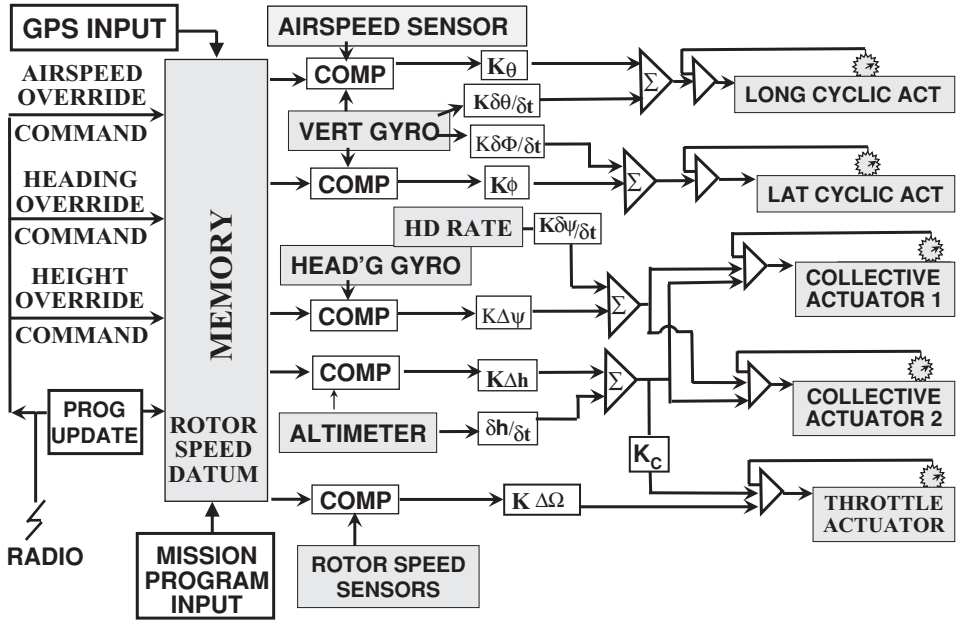 GPS INPUT
AIRSPEED SENSOR
AIRSPEED
OVERRIDE
COMMAND
HEADING
OVERRIDE
COMMAND
HEIGHT
OVERRIDE
COMMAND
PROG
UPDATE
RADIO
MEMORY
ROTOR
SPEED
DATUM
MISSION
PROGRAM
INPUT
COMP
Kθ
Σ
LONG CYCLIC ACT
VERT GYRO
Kδθ/δt
KδΦ/δt
COMP
Kϕ
Σ
LAT CYCLIC ACT
HD RATE
Kδψ/δt
HEAD'G GYRO
COMP
KΔψ
Σ
COLLECTIVE
ACTUATOR 1
COMP
KΔh
Σ
COLLECTIVE
ACTUATOR 2
ALTIMETER
δh/δt
KC
COMP
K ΔΩ
THROTTLE
ACTUATOR
ROTOR SPEED
SENSORS